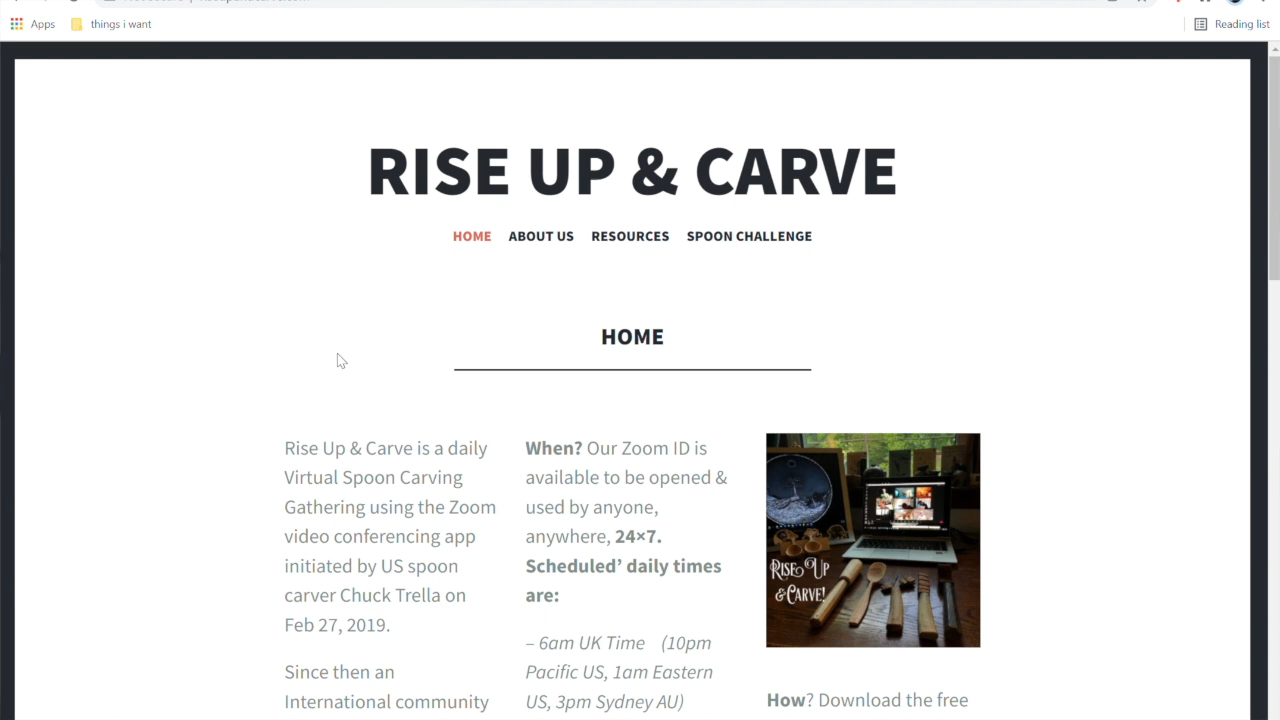 Apps
things i want
Reading list
RISE UP & CARVE
HOME ABOUT US RESOURCES SPOON CHALLENGE
HOME
Rise Up & Carve is a daily
Virtual Spoon Carving
Gathering using the Zoom
video conferencing app
initiated by US spoon
carver Chuck Trella on
Feb 27, 2019.
Since then an
International community
When? Our Zoom ID is
available to be opened &
used by anyone,
anywhere, 24×7.
Scheduled’ daily times
are:
– 6am UK Time (10pm
Pacific US, 1am Eastern
US, 3pm Sydney AU)
RISE UP
& CARVE!
How? Download the free